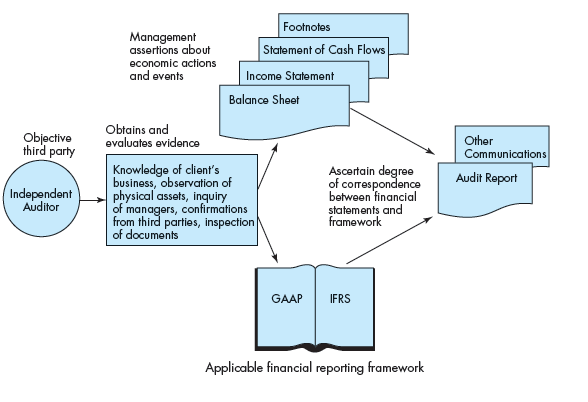 Management
assertions about
economic actions
and events
Footnotes
Statement of Cash Flows
Income Statement
Balance Sheet
Objective
third party
Independent
Auditor
Obtains and
evaluates evidence
Knowledge of client's
business, observation of
physical assets, inquiry
of managers, confirmations
from third parties, inspection
of documents
Ascertain degree
of correspondence
between financial
statements and
framework
Other
Communications
Audit Report
GAAP
IFRS
Applicable financial reporting framework